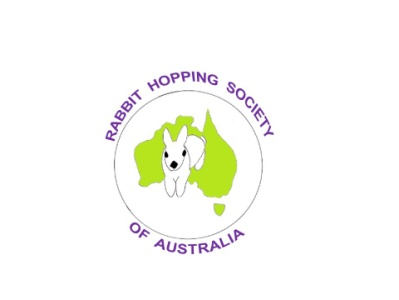 RABBIT HOPPING SOCIETY
OF AUSTRALIA